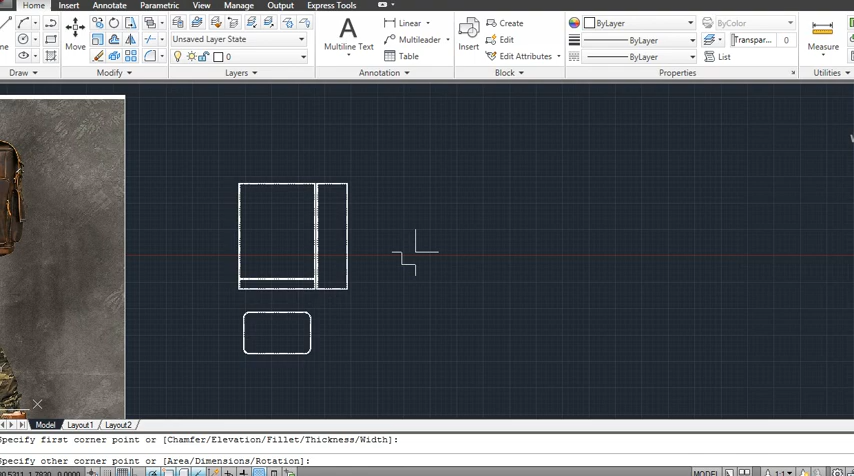 Home Insert Annotate Parametric View Manage Output Express Tools
Move
Unsaved Layer State
0
Draw Modify Layers
A
Multiline Text
Linear
Multileader
Table
Annotation
Insert
Create
Edit
Edit Attributes
Block
ByLayer
ByLayer
ByLayer
ByColor
Transpar... 0
List
Properties
Measure
Utilities
Y
X
Model Layout1 Layout2
Specify first corner point or [Chamfer/Elevation/Fillet/Thickness/Width]:
Specify other corner point or [Area/Dimensions/Rotation]:
MODEL 1:1